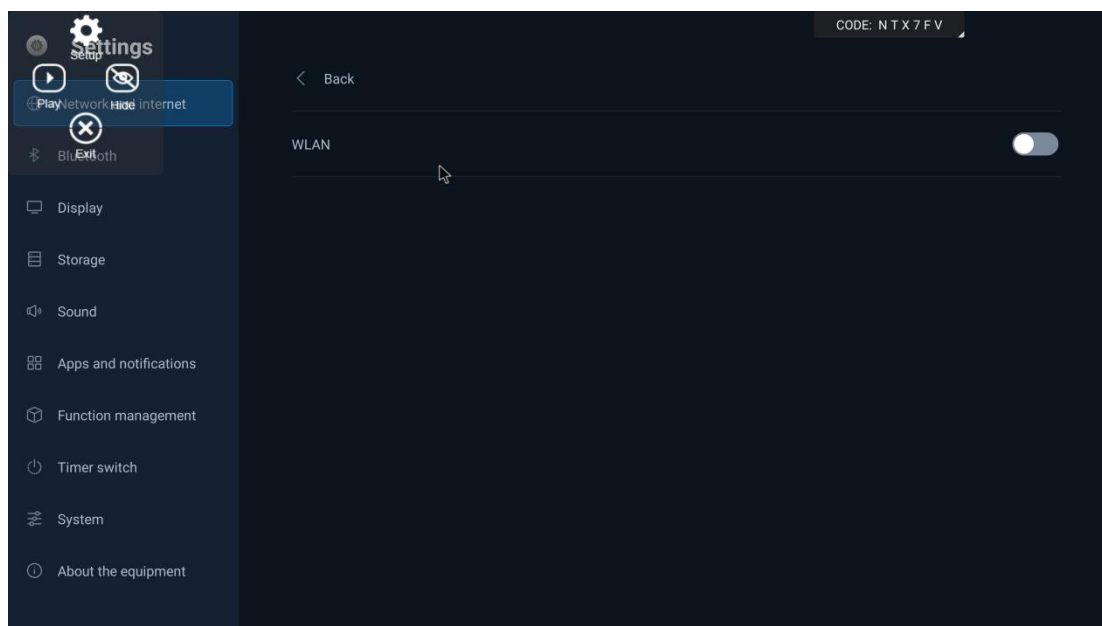 CODE: N T X 7 F V
Settings
Setup
Play
Hide
Exit
Network and internet
Bluetooth
Display
Storage
Sound
Apps and notifications
Function management
Timer switch
System
About the equipment
Back
WLAN